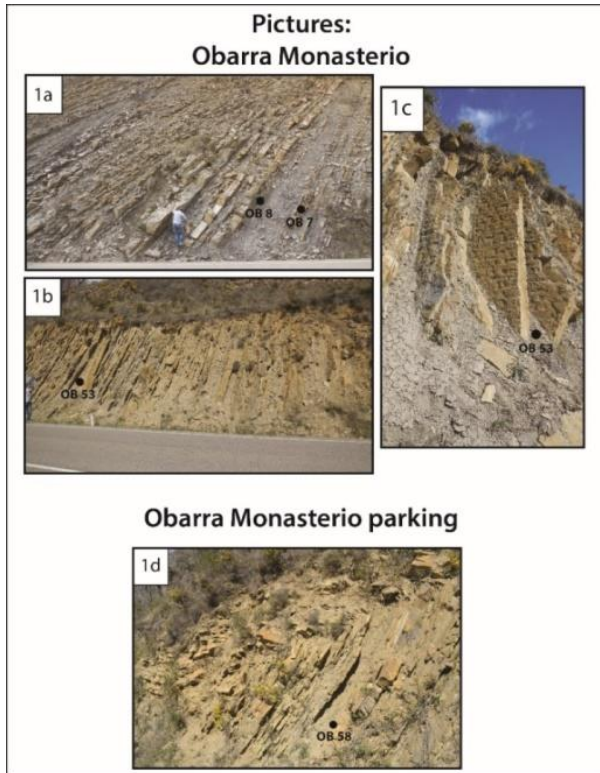 Pictures:
Obarra Monasterio
1a
OB 8
OB 7
1c
OB 53
1b
OB 53
Obarra Monasterio parking
1d
OB 58